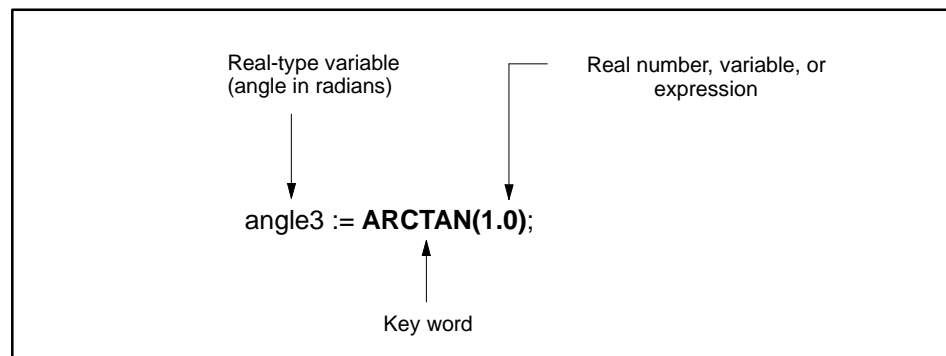 Real-type variable
(angle in radians)
Real number, variable, or
expression
angle3 := ARCTAN(1.0);
Key word